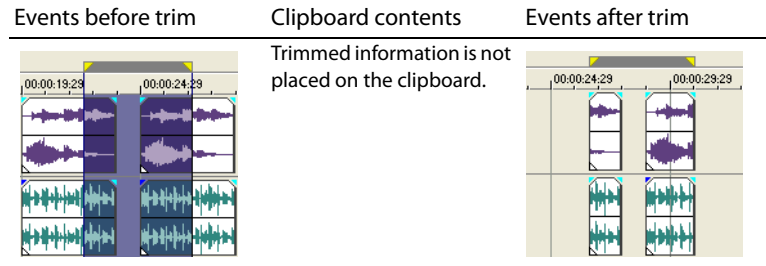 Events before trim
Clipboard contents
Events after trim
Trimmed information is not
placed on the clipboard.
00:00:19:29
00:00:24:29
00:00:24:29
00:00:29:29